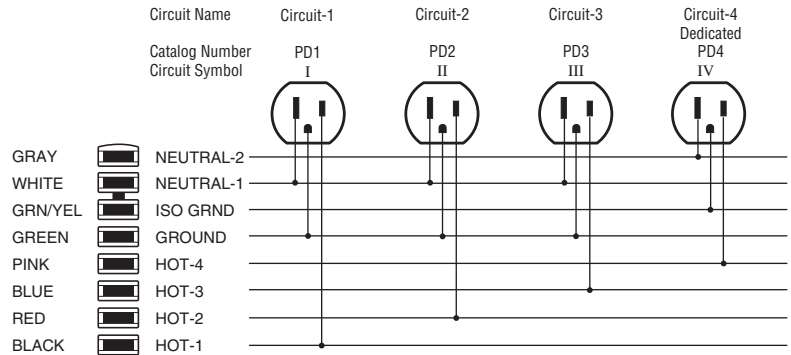 Circuit Name Circuit-1 Circuit-2 Circuit-3 Circuit-4
Dedicated
Catalog Number PD1 PD2 PD3 PD4
Circuit Symbol I II III IV
GRAY NEUTRAL-2
WHITE NEUTRAL-1
GRN/YEL ISO GRND
GREEN GROUND
PINK HOT-4
BLUE HOT-3
RED HOT-2
BLACK HOT-1